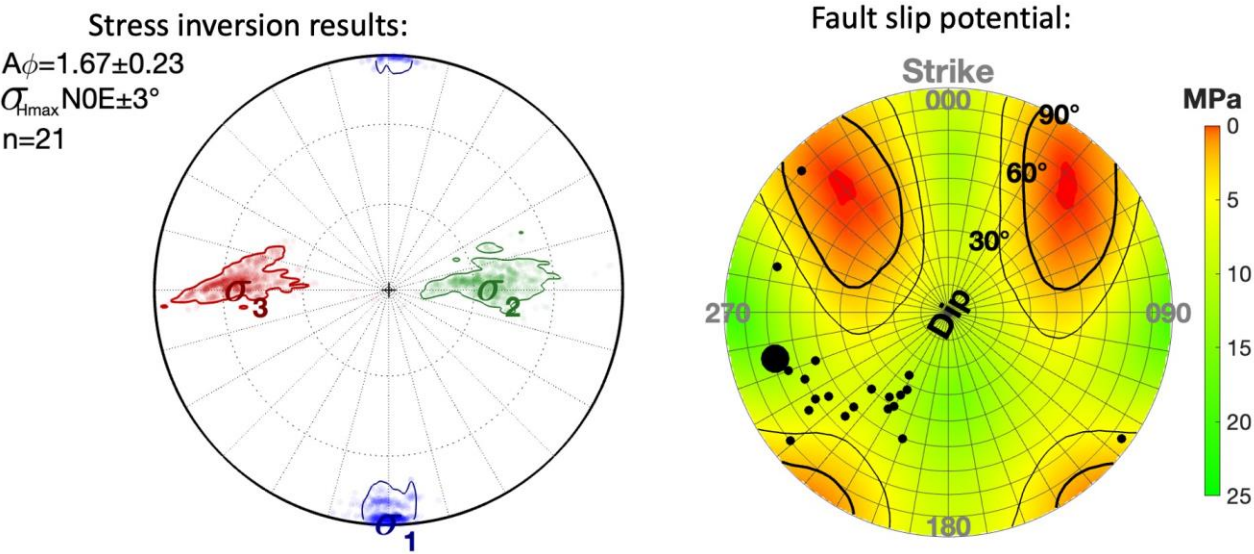 Stress inversion results:
Aϕ=1.67±0.23
σHmax N0E±3°
n=21
σ3
σ2
σ1
Fault slip potential:
Strike
000
90°
60°
30°
Dip
270
090
180
MPa
0
5
10
15
20
25